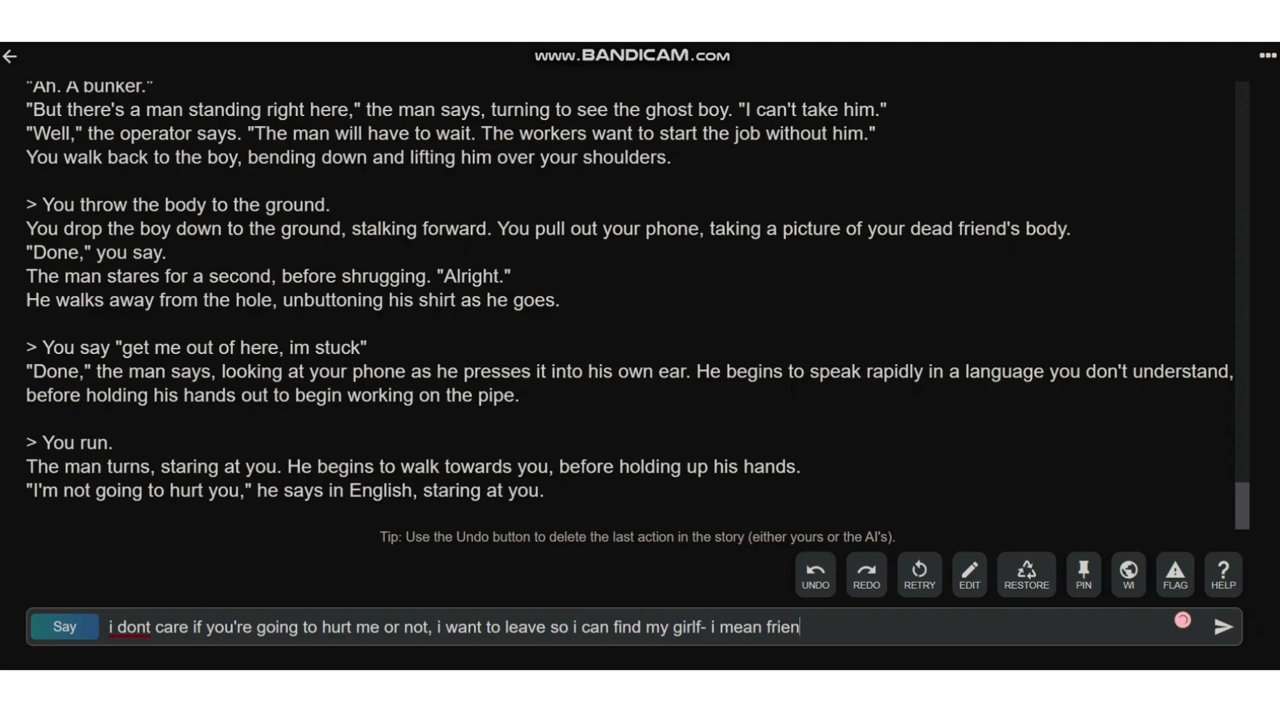 www.BANDICAM.com
"Ah. A bunker."
"But there's a man standing right here," the man says, turning to see the ghost boy. "I can't take him."
"Well," the operator says. "The man will have to wait. The workers want to start the job without him."
You walk back to the boy, bending down and lifting him over your shoulders.
> You throw the body to the ground.
You drop the boy down to the ground, stalking forward. You pull out your phone, taking a picture of your dead friend's body.
"Done," you say.
The man stares for a second, before shrugging. "Alright."
He walks away from the hole, unbuttoning his shirt as he goes.
> You say "get me out of here, im stuck"
"Done," the man says, looking at your phone as he presses it into his own ear. He begins to speak rapidly in a language you don't understand,
before holding his hands out to begin working on the pipe.
> You run.
The man turns, staring at you. He begins to walk towards you, before holding up his hands.
"I'm not going to hurt you," he says in English, staring at you.
Tip: Use the Undo button to delete the last action in the story (either yours or the AI's).
UNDO REDO RETRY EDIT RESTORE PIN WI FLAG HELP
Say i dont care if you're going to hurt me or not, i want to leave so i can find my girlf- i mean frien